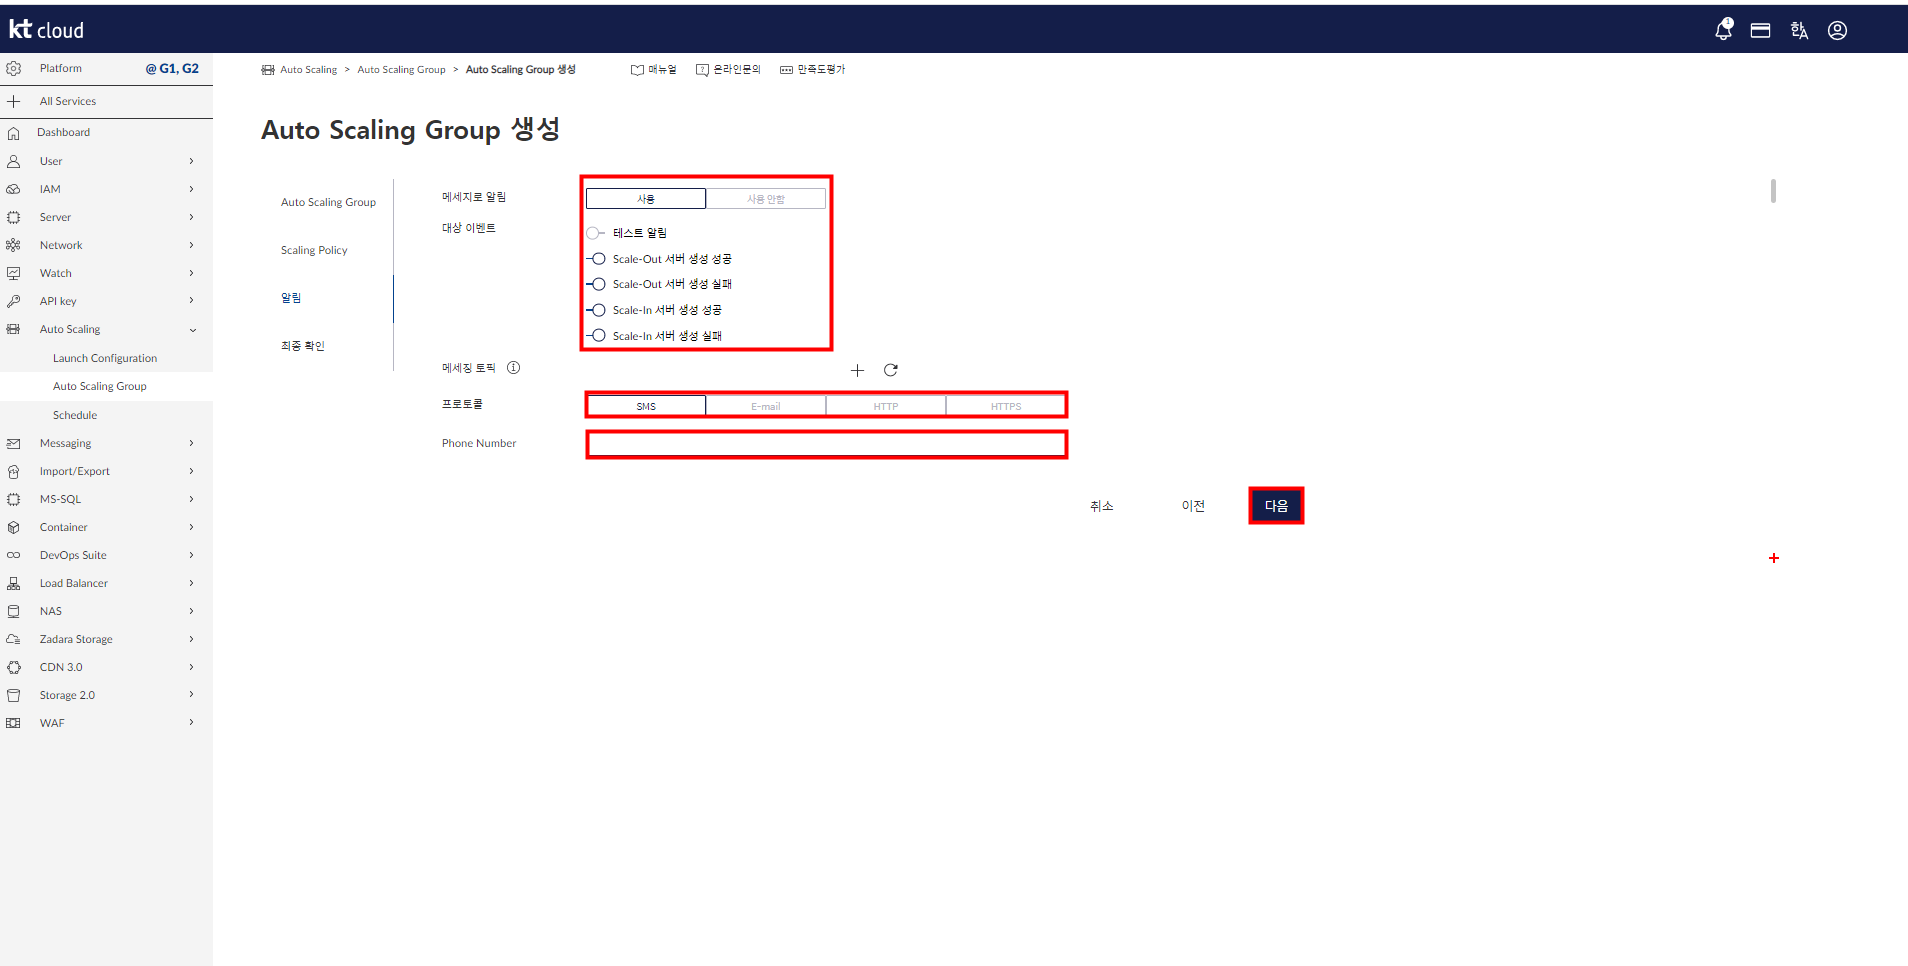 kt cloud
1
한A
Platform @ G1, G2
All Services
Dashboard
User
IAM
Server
Network
Watch
API key
Auto Scaling
Launch Configuration
Auto Scaling Group
Schedule
Messaging
Import/Export
MS-SQL
Container
DevOps Suite
Load Balancer
NAS
Zadara Storage
CDN 3.0
Storage 2.0
WAF
Auto Scaling > Auto Scaling Group > Auto Scaling Group 생성 매뉴얼 온라인문의 만족도평가
Auto Scaling Group 생성
Auto Scaling Group
Scaling Policy
알림
최종 확인
메세지로 알림 사용 사용 안함
대상 이벤트 테스트 알림
Scale-Out 서버 생성 성공
Scale-Out 서버 생성 실패
Scale-In 서버 생성 성공
Scale-In 서버 생성 실패
메세징 토픽
프로토콜 SMS E-mail HTTP HTTPS
Phone Number
취소 이전 다음